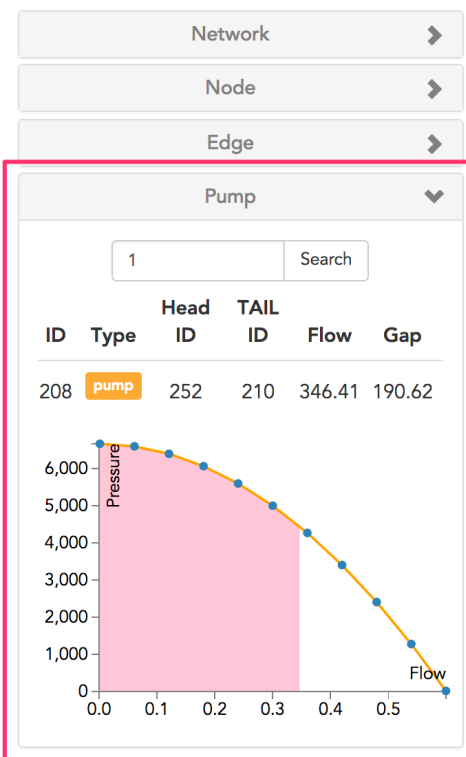 Network
Node
Edge
Pump
1 Search
ID Type Head ID TAIL ID Flow Gap
208 pump 252 210 346.41 190.62
Pressure
6,000
5,000
4,000
3,000
2,000
1,000
0
Flow
0.0 0.1 0.2 0.3 0.4 0.5